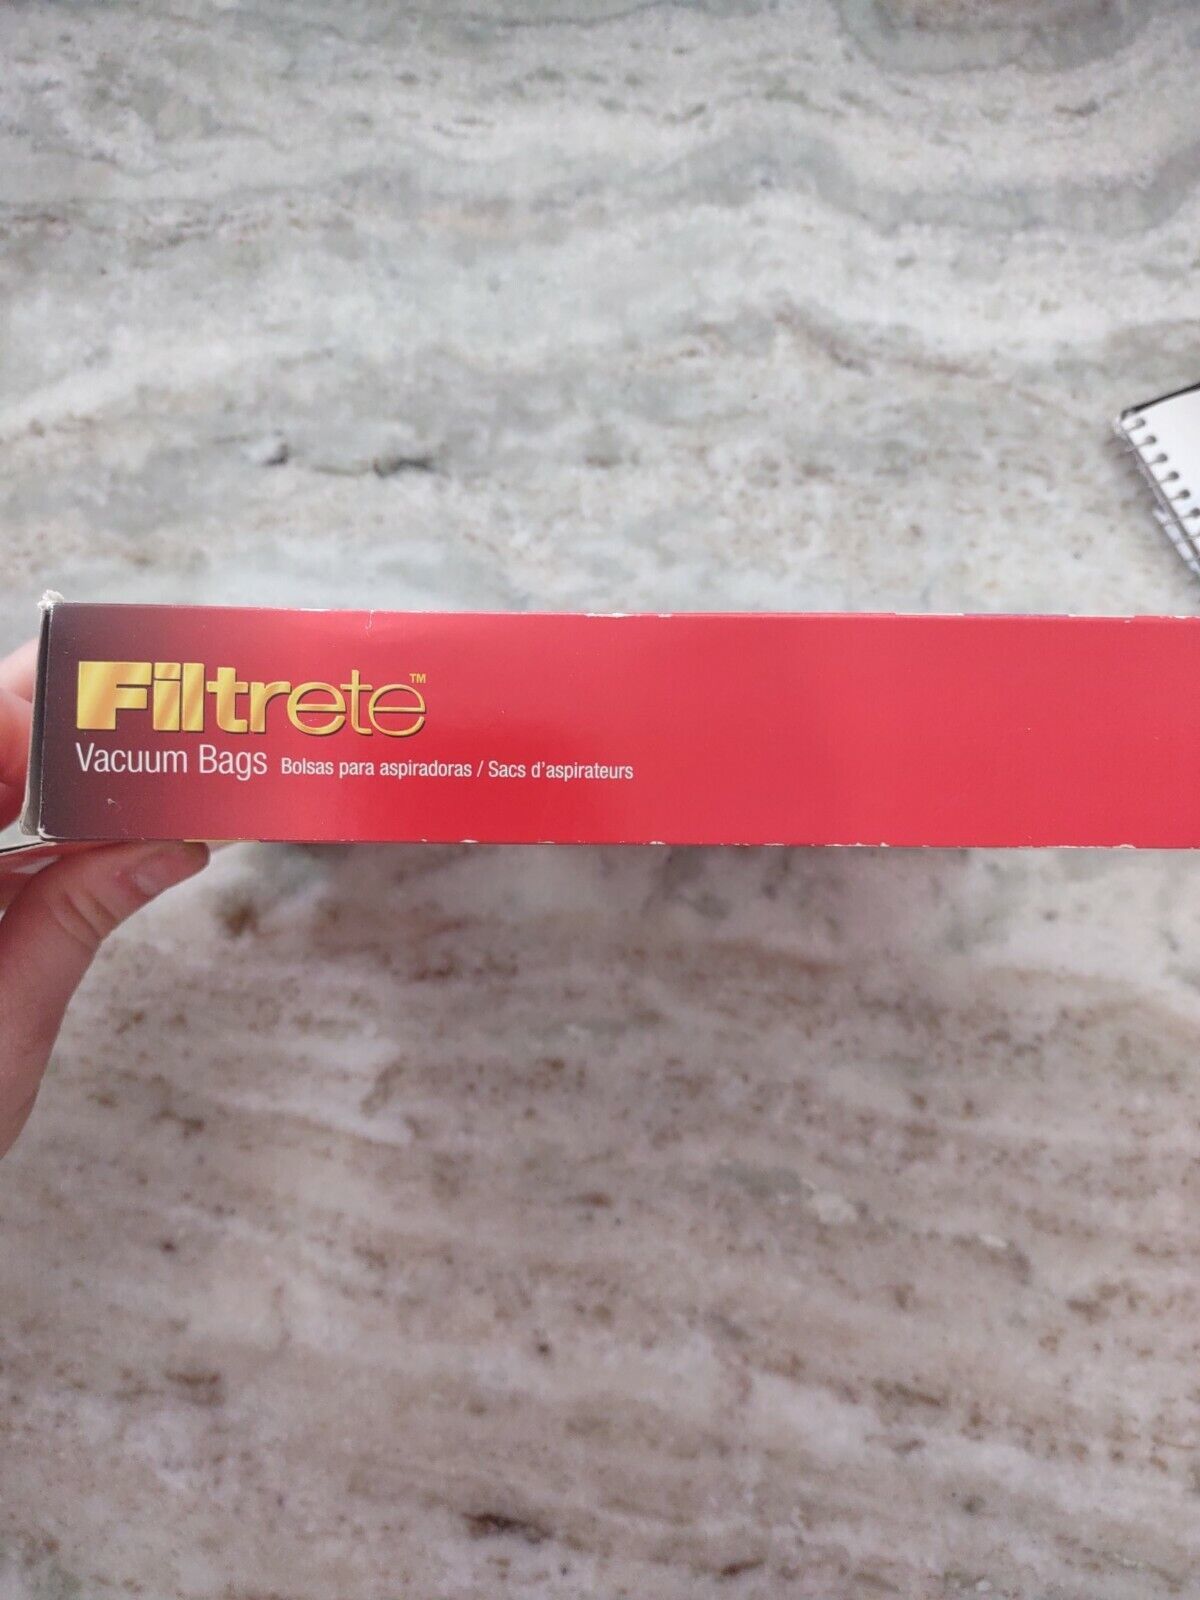 Filtrete™
Vacuum Bags Bolsas para aspiradoras / Sacs d'aspirateurs